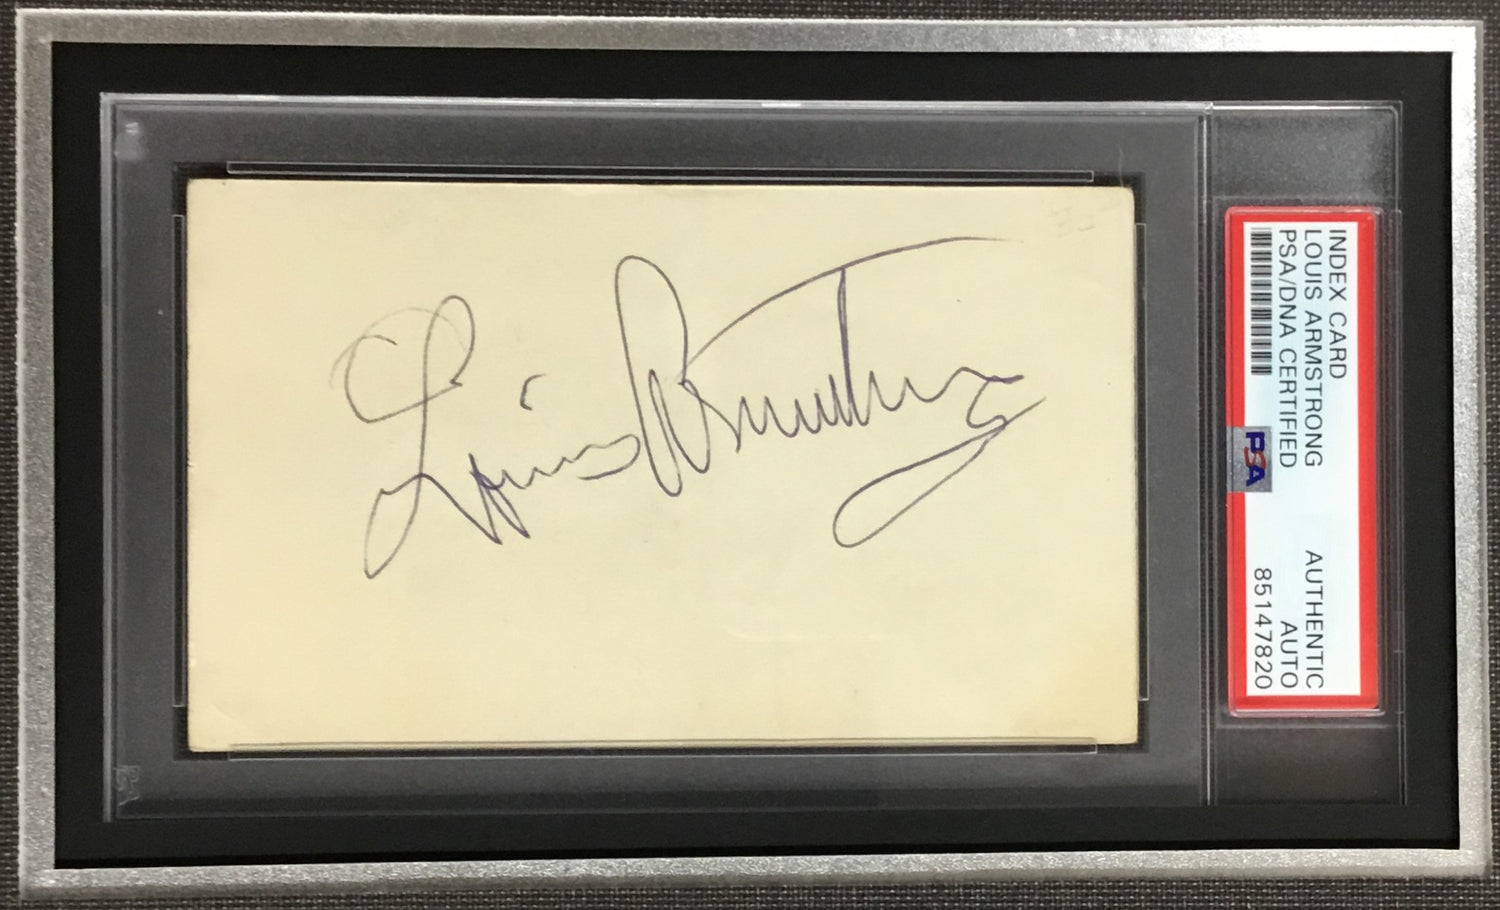 Louis Armstrong
INDEX CARD
LOUIS ARMSTRONG
PSA/DNA CERTIFIED
AUTHENTIC
AUTO
85147820
PSA